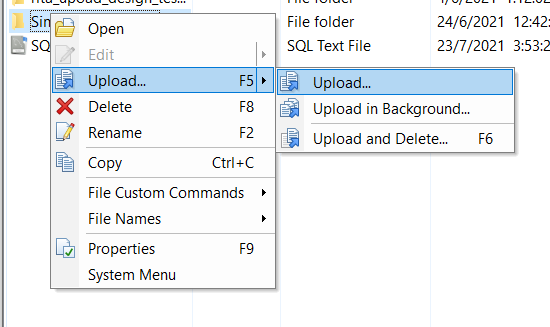 File folder
Sin
File folder
24/6/2021
12:42:
SQ
SQL Text File
23/7/2021
3:53:2
Open
Edit
Upload... F5
Delete F8
Rename F2
Copy Ctrl+C
File Custom Commands
File Names
Properties F9
System Menu
Upload...
Upload in Background...
Upload and Delete... F6